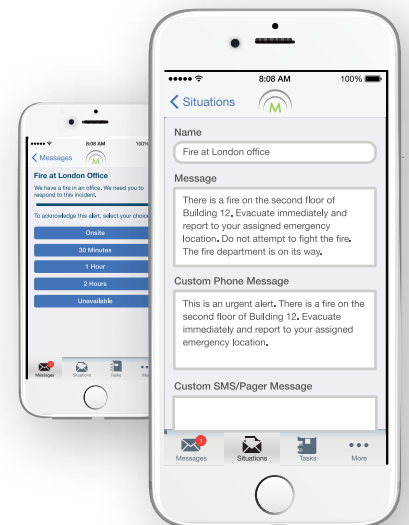 8:08 AM
100%
Messages
M
Fire at London Office
We have a fire in an office. We need you to
respond to this incident.
To acknowledge this alert, select your choice
Onsite
30 Minutes
1 Hour
2 Hours
Unavailable
Messages
Situations
Tasks
8:08 AM
100%
Situations
M
Name
Fire at London office
Message
There is a fire on the second floor of
Building 12. Evacuate immediately and
report to your assigned emergency
location. Do not attempt to fight the fire.
The fire department is on its way.
Custom Phone Message
This is an urgent alert. There is a fire on the
second floor of Building 12. Evacuate
immediately and report to your assigned
emergency location.
Custom SMS/Pager Message
1
Messages
Situations
Tasks
More